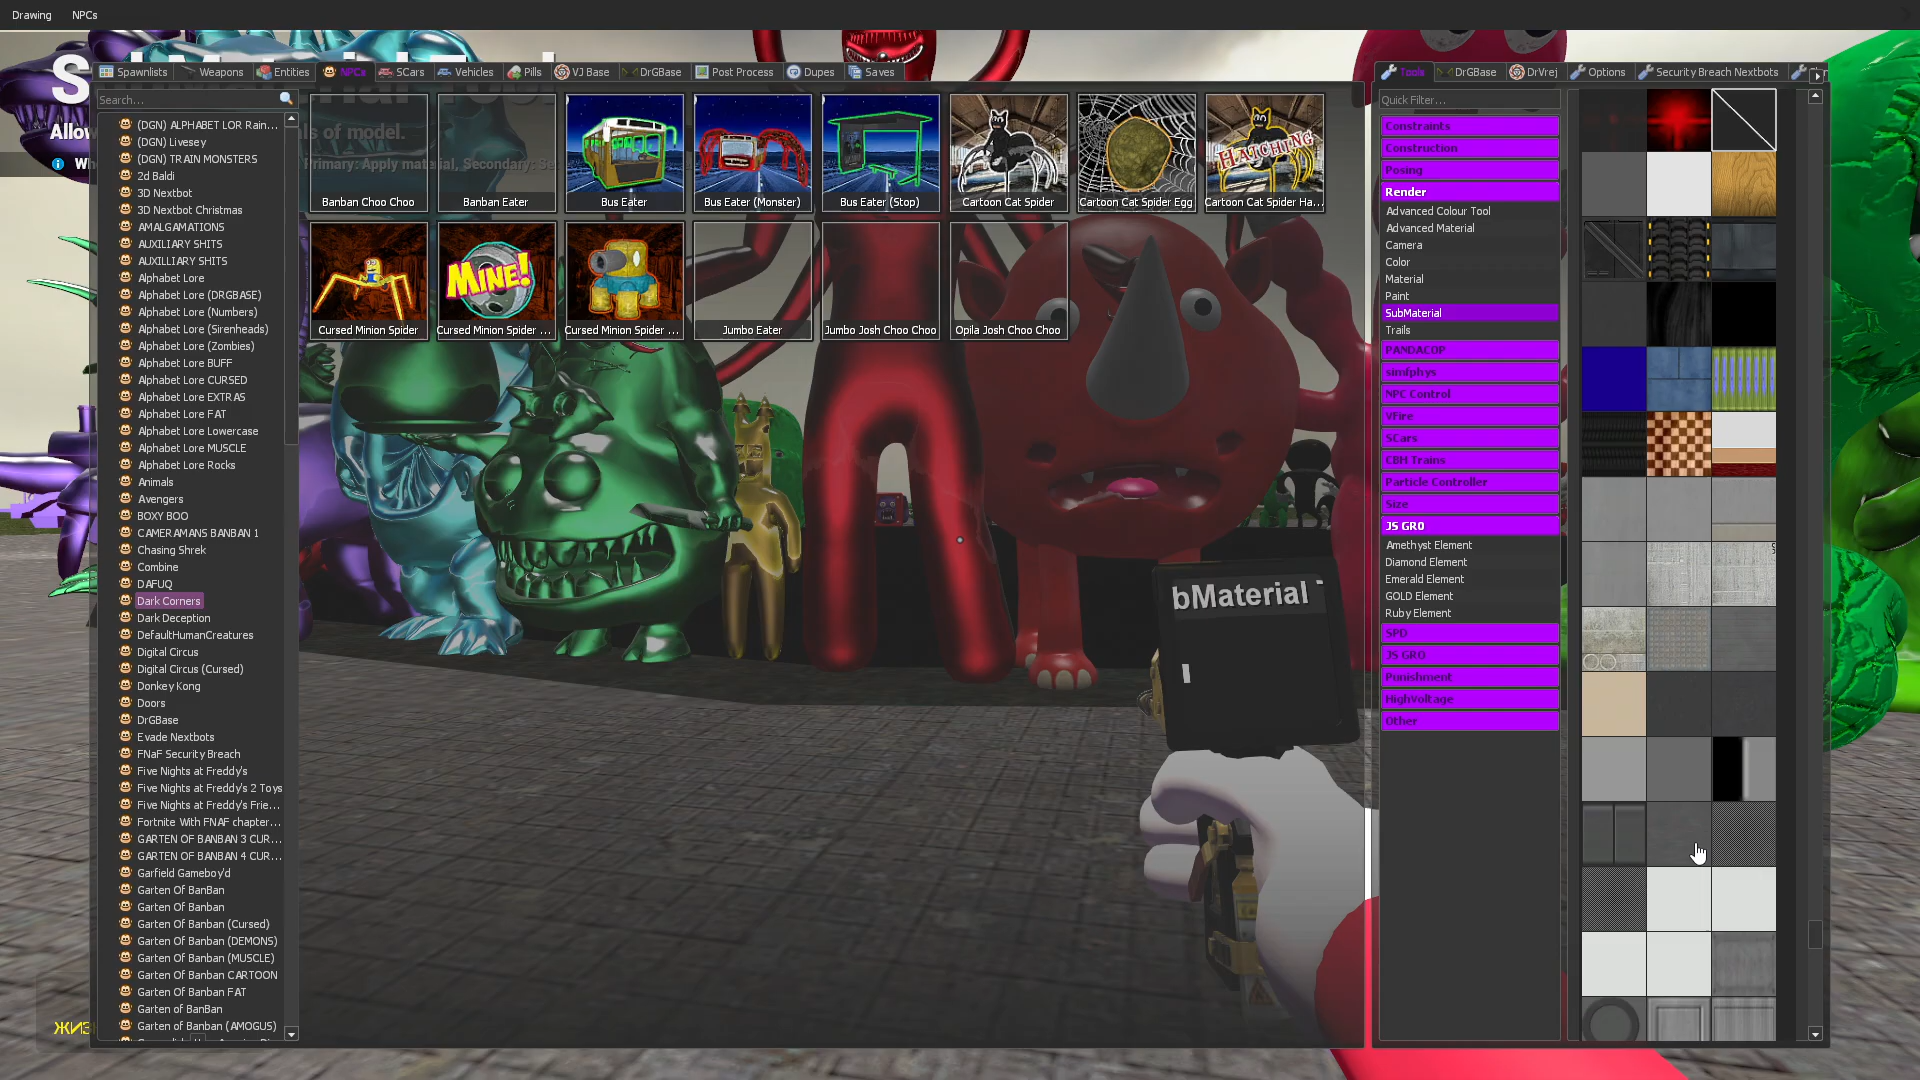 Drawing NPCs
Spawnlists Weapons Entities NPCs SCars Vehicles Pills VJ Base DrGBase Post Process Dupes Saves
Tools DrGBase DrVrej Options Security Breach Nextbots
Search...
(DGN) ALPHABET LOR Rain...
(DGN) Livesey
(DGN) TRAIN MONSTERS
2d Baldi
3D Nextbot
3D Nextbot Christmas
AMALGAMATIONS
AUXILIARY SHITS
AUXILLIARY SHITS
Alphabet Lore
Alphabet Lore (DRGBASE)
Alphabet Lore (Numbers)
Alphabet Lore (Sirenheads)
Alphabet Lore (Zombies)
Alphabet Lore BUFF
Alphabet Lore CURSED
Alphabet Lore EXTRAS
Alphabet Lore FAT
Alphabet Lore Lowercase
Alphabet Lore MUSCLE
Alphabet Lore Rocks
Animals
Avengers
BOXY BOO
CAMERAMANS BANBAN 1
Chasing Shrek
Combine
DAFUQ
Dark Corners
Dark Deception
DefaultHumanCreatures
Digital Circus
Digital Circus (Cursed)
Donkey Kong
Doors
DrGBase
Evade Nextbots
FNaF Security Breach
Five Nights at Freddy's
Five Nights at Freddy's 2 Toys
Five Nights at Freddy's Frie...
Fortnite With FNAF chapter...
GARTEN OF BANBAN 3 CUR...
GARTEN OF BANBAN 4 CUR...
Garfield Gameboy'd
Garten Of BanBan
Garten Of Banban
Garten Of Banban (Cursed)
Garten Of Banban (DEMONS)
Garten Of Banban (MUSCLE)
Garten Of Banban CARTOON
Garten Of Banban FAT
Garten of BanBan
Garten of Banban (AMOGUS)
Allow
ls of model.
Primary: Apply material, Secondary: Se
Banban Choo Choo
Banban Eater
Bus Eater
Bus Eater (Monster)
Bus Eater (Stop)
Cartoon Cat Spider
Cartoon Cat Spider Egg
HATCHING
Cartoon Cat Spider Ha...
Cursed Minion Spider
MINE!
Cursed Minion Spider ...
Cursed Minion Spider ...
Jumbo Eater
Jumbo Josh Choo Choo
Opila Josh Choo Choo
bMaterial
ЖИЗ
Quick Filter...
Constraints
Construction
Posing
Render
Advanced Colour Tool
Advanced Material
Camera
Color
Material
Paint
SubMaterial
Trails
PANDACOP
simfphys
NPC Control
VFire
SCars
CBH Trains
Particle Controller
Size
JS GRO
Amethyst Element
Diamond Element
Emerald Element
GOLD Element
Ruby Element
SPD
JS GRO
Punishment
HighVoltage
Other